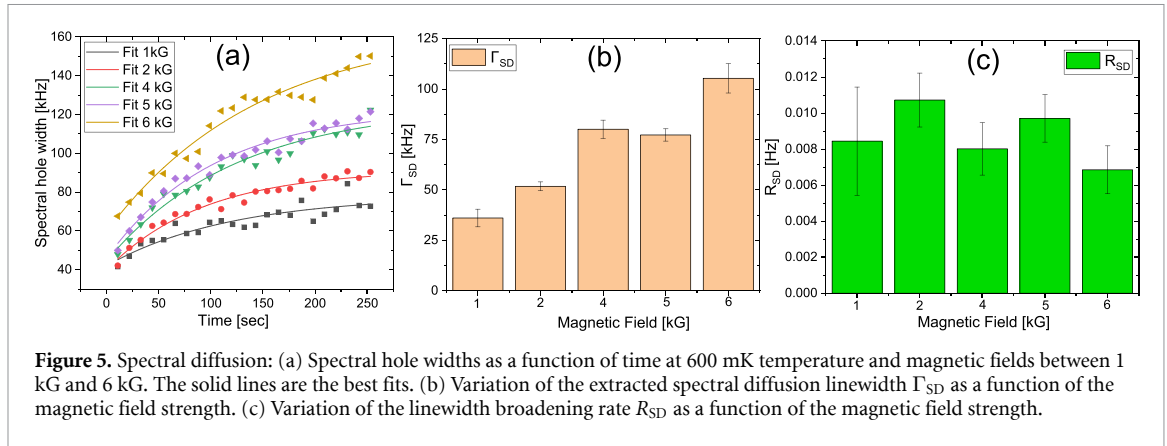 (a)
Fit 1kG
Fit 2 kG
Fit 4 kG
Fit 5 kG
Fit 6 kG
160
140
120
100
80
60
40
Spectral hole width [kHz]
0 50 100 150 200 250
Time [sec]
(b)
Γ_SD
125
100
75
50
25
0
Γ_SD [kHz]
1 2 4 5 6
Magnetic Field [kG]
(c)
R_SD
0.014
0.012
0.010
0.008
0.006
0.004
0.002
0.000
R_SD [Hz]
1 2 4 5 6
Magnetic Field [kG]
Figure 5. Spectral diffusion: (a) Spectral hole widths as a function of time at 600 mK temperature and magnetic fields between 1
kG and 6 kG. The solid lines are the best fits. (b) Variation of the extracted spectral diffusion linewidth Γ_SD as a function of the
magnetic field strength. (c) Variation of the linewidth broadening rate R_SD as a function of the magnetic field strength.